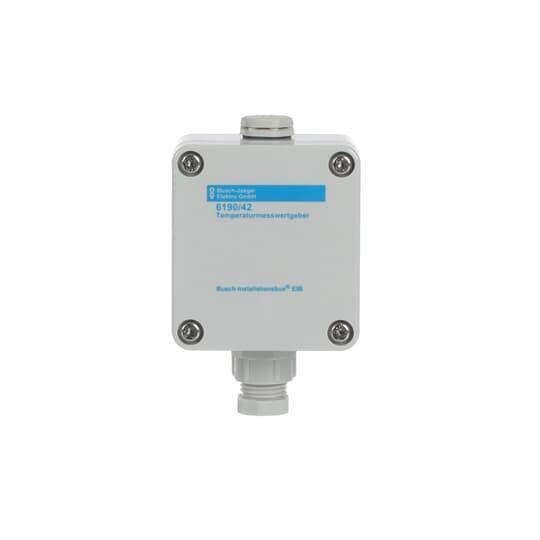 Busch-Jaeger
Elektro GmbH
6190/42
Temperaturmesswertgeber
Busch-Installationsbus® EIB